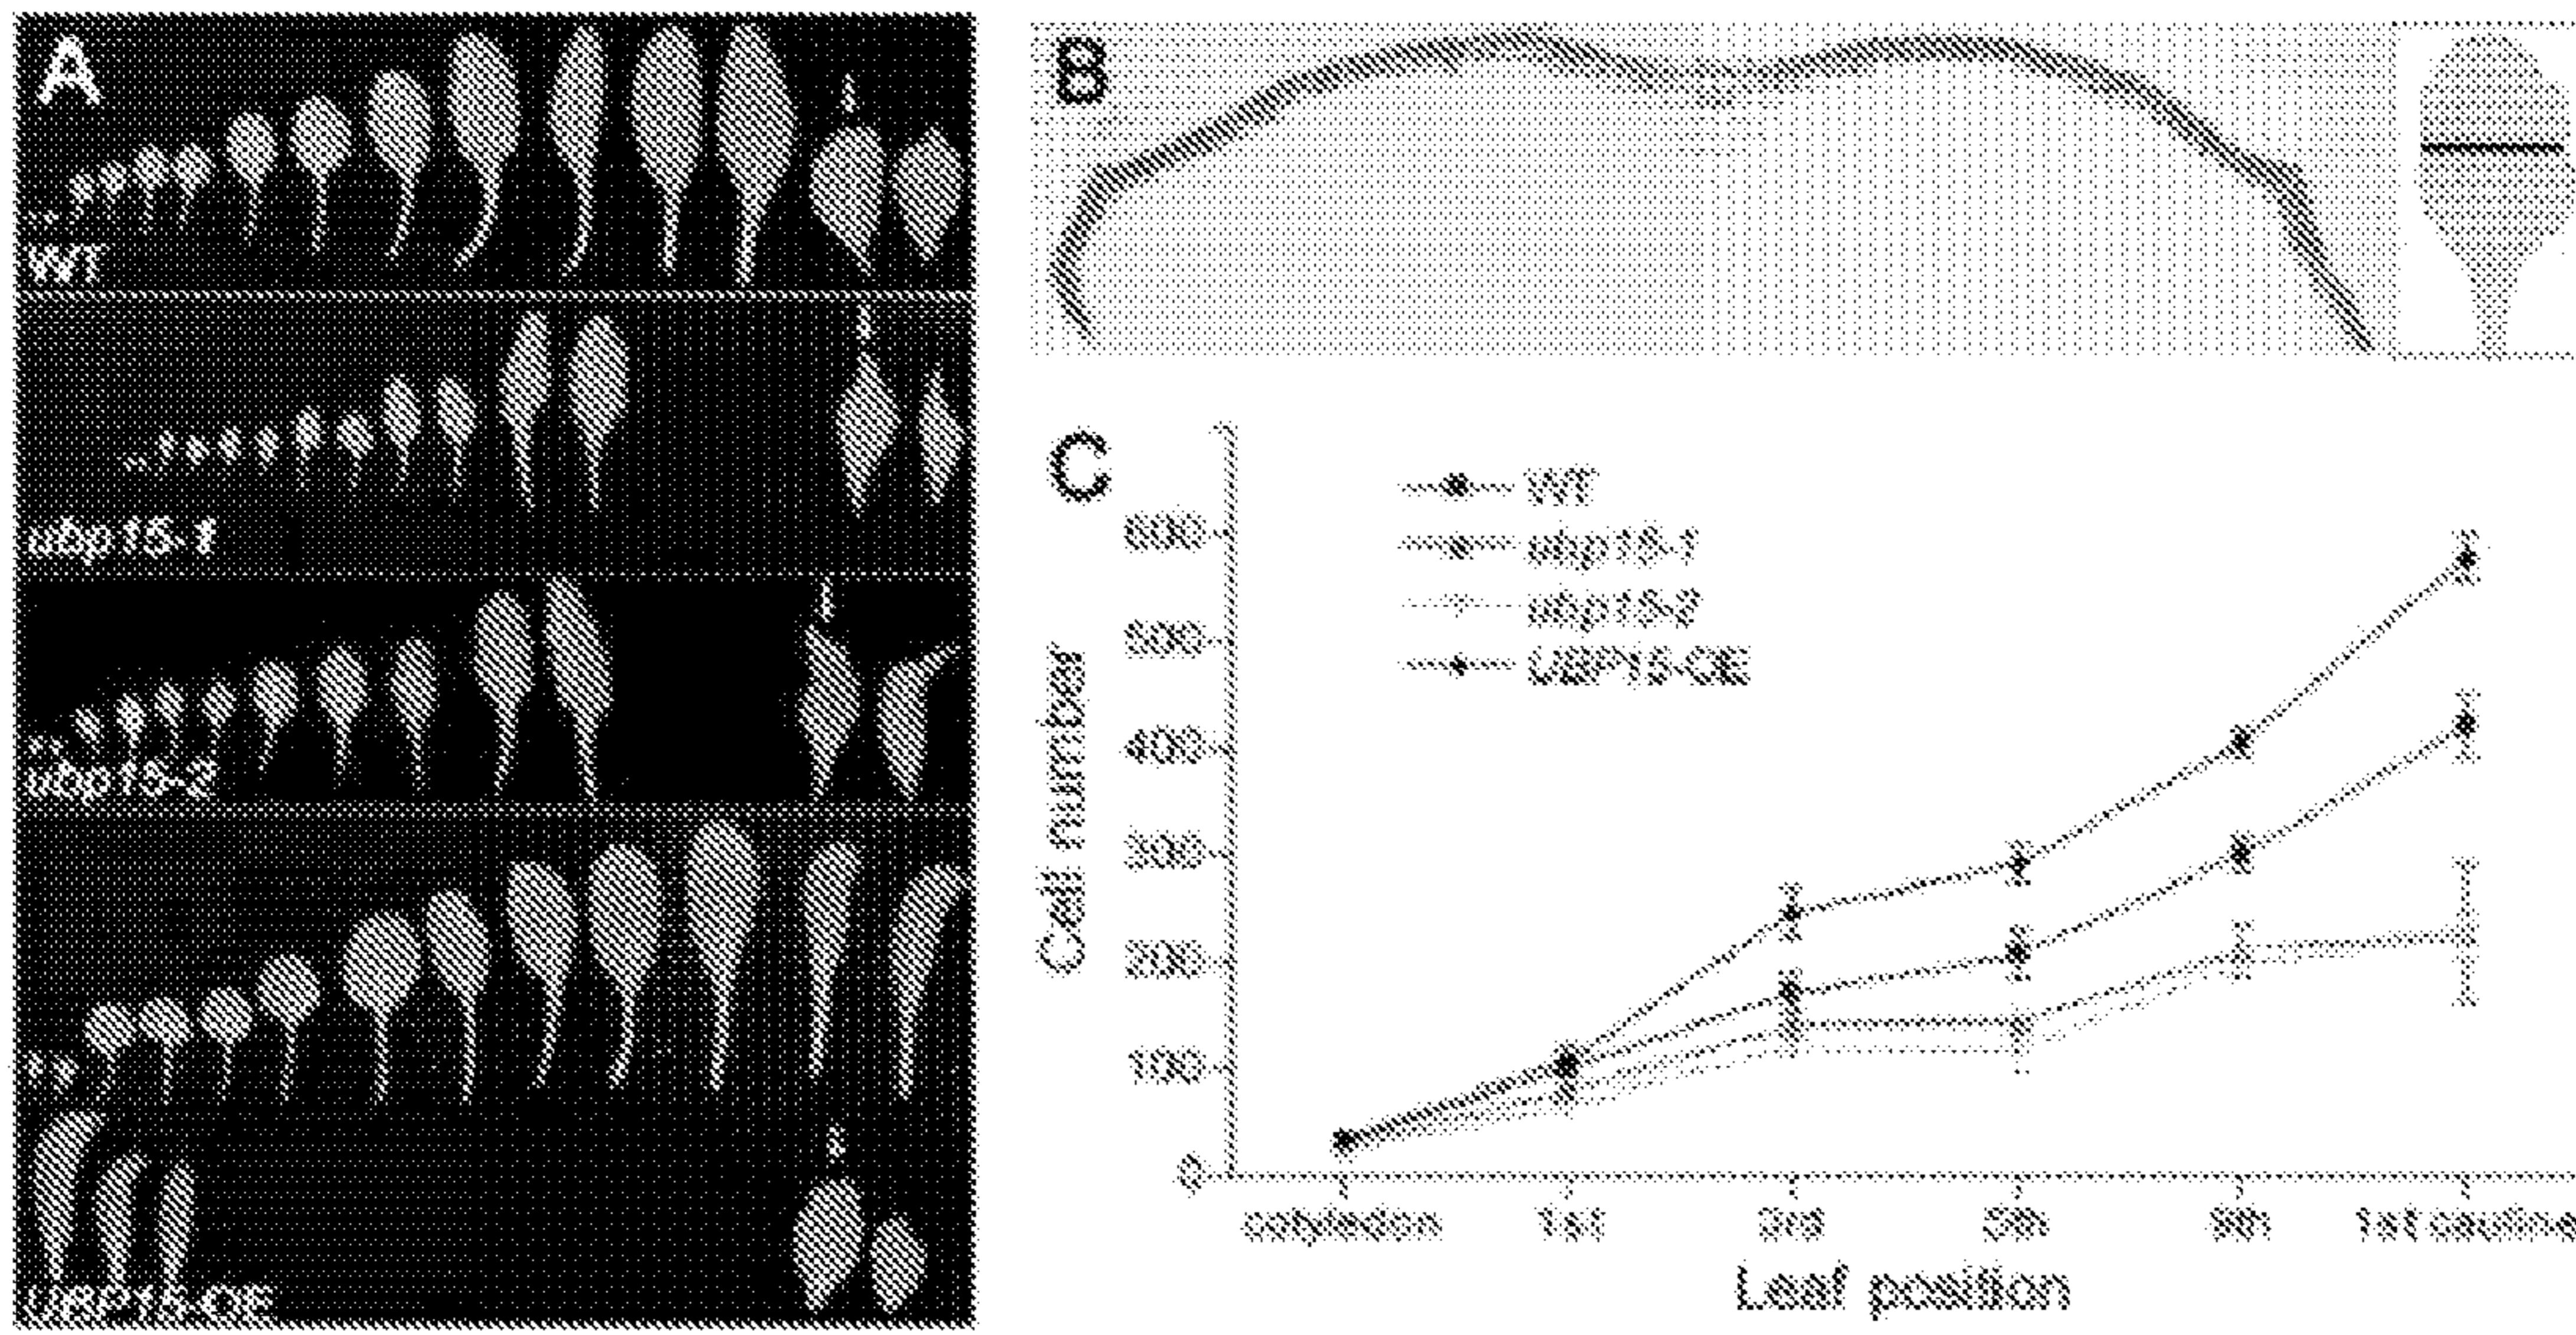 A
WT
ubp15-1
ubp15-2
UBP15-OE
B
C
WT
ubp15-1
ubp15-2
UBP15-OE
Cell number
600
500
400
300
200
100
0
cotyledon 1st 3rd 5th 1st cauline
Leaf position